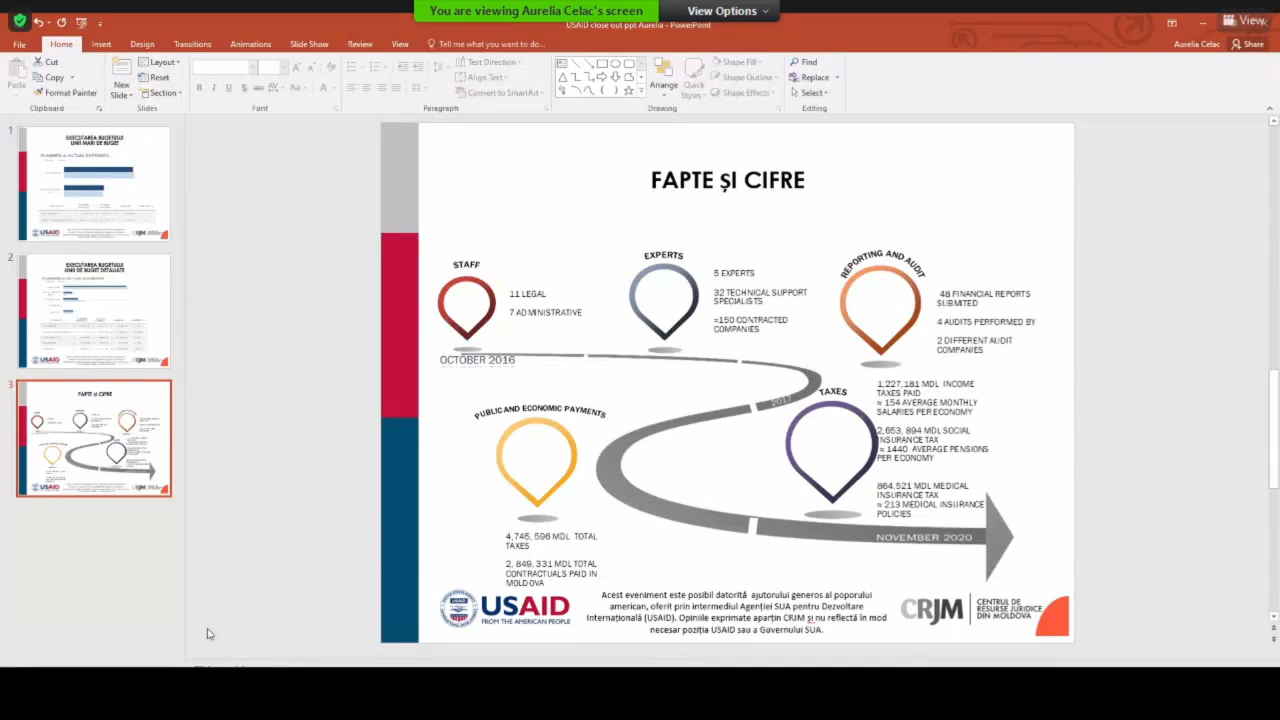 You are viewing Aurelia Celac's screen
View Options
USAID close out ppt Aurelia - PowerPoint
View
File
Home
Insert
Design
Transitions
Animations
Slide Show
Review
View
Tell me what you want to do...
Aurelia Celac
Share
Paste
Cut
Copy
Format Painter
Clipboard
New
Slide
Layout
Reset
Section
Slides
Font
Text Direction
Align Text
Convert to SmartArt
Paragraph
Arrange
Quick
Styles
Shape Fill
Shape Outline
Shape Effects
Drawing
Find
Replace
Select
Editing
1
EXECUTAREA BUGETULUI
LINII MARI DE BUGET
USAID
CRJM
2
EXECUTAREA BUGETULUI
LINII DE BUGET DETALIATE
USAID
CRJM
3
FAPTE și CIFRE
USAID
CRJM
FAPTE și CIFRE
STAFF
11 LEGAL
7 ADMINISTRATIVE
EXPERTS
5 EXPERTS
32 TECHNICAL SUPPORT
SPECIALISTS
≈150 CONTRACTED
COMPANIES
REPORTING AND AUDIT
48 FINANCIAL REPORTS
SUBMITED
4 AUDITS PERFORMED BY
2 DIFFERENT AUDIT
COMPANIES
OCTOBER 2016
2017
TAXES
1,227,181 MDL INCOME
TAXES PAID
≈ 154 AVERAGE MONTHLY
SALARIES PER ECONOMY
2,653, 894 MDL SOCIAL
INSURANCE TAX
≈ 1440 AVERAGE PENSIONS
PER ECONOMY
864,521 MDL MEDICAL
INSURANCE TAX
≈ 213 MEDICAL INSURANCE
POLICIES
PUBLIC AND ECONOMIC PAYMENTS
4,745, 596 MDL TOTAL
TAXES
2, 849, 331 MDL TOTAL
CONTRACTUALS PAID IN
MOLDOVA
NOVEMBER 2020
USAID
FROM THE AMERICAN PEOPLE
Acest eveniment este posibil datorită ajutorului generos al poporului
american, oferit prin intermediul Agenției SUA pentru Dezvoltare
Internațională (USAID). Opiniile exprimate aparțin CRJM și nu reflectă în mod
necesar poziția USAID sau a Guvernului SUA.
CRJM
CENTRUL DE
RESURSE JURIDICE
DIN MOLDOVA